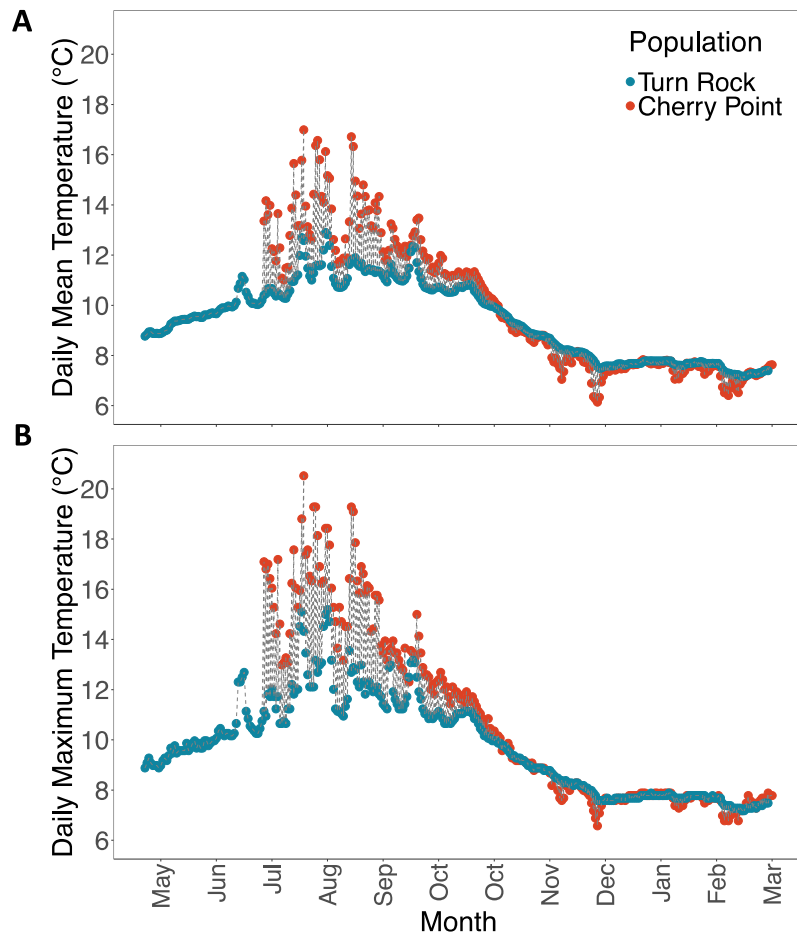 A
Daily Mean Temperature (°C)
20
18
16
14
12
10
8
6
Population
Turn Rock
Cherry Point
B
Daily Maximum Temperature (°C)
20
18
16
14
12
10
8
6
May Jun Jul Aug Sep Oct Oct Nov Dec Jan Feb Mar
Month